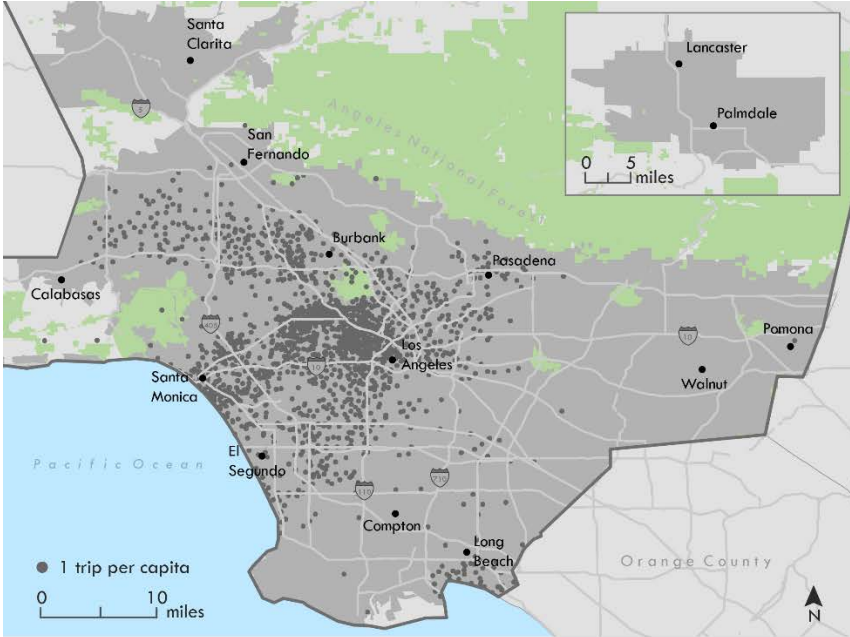 Santa
Clarita
5
San
Fernando
Angeles National Forest
Lancaster
Palmdale
0 5
miles
Burbank
Pasadena
Calabasas
405
Los
Angeles
10
10
Pomona
Walnut
Santa
Monica
El
Segundo
Pacific Ocean
110
710
Compton
Long
Beach
Orange County
1 trip per capita
0 10
miles
N